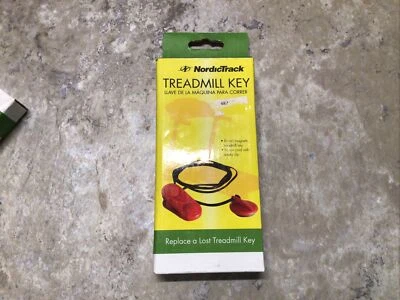 NordicTrack
TREADMILL KEY
LLAVE DE LA MÁQUINA PARA CORRER
Replace a Lost Treadmill Key